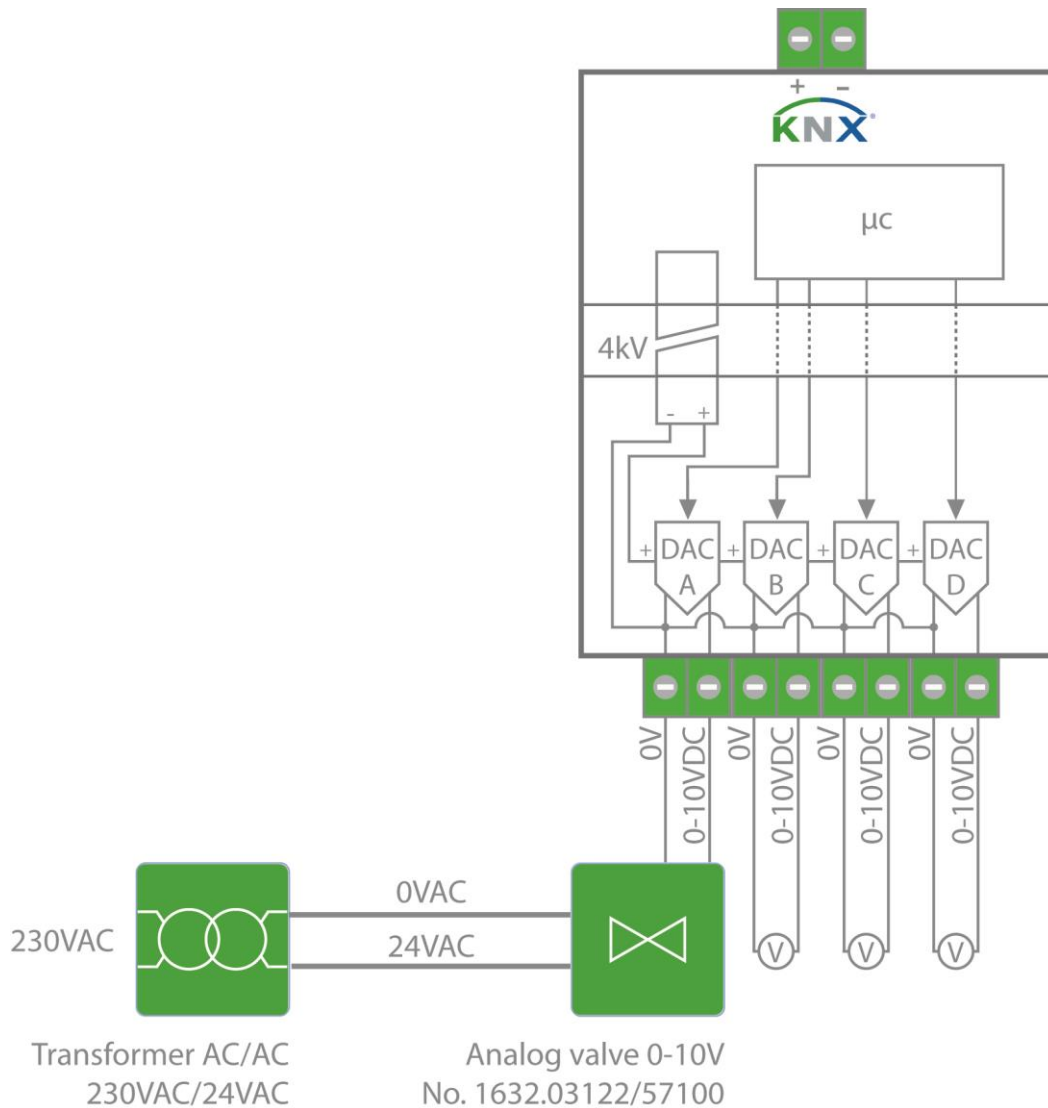 + -
KNX
µc
4kV
- +
+ DAC A + DAC B + DAC C + DAC D
0V 0-10VDC 0V 0-10VDC 0V 0-10VDC 0V 0-10VDC
0VAC
230VAC
24VAC
V V V
Transformer AC/AC
230VAC/24VAC
Analog valve 0-10V
No. 1632.03122/57100